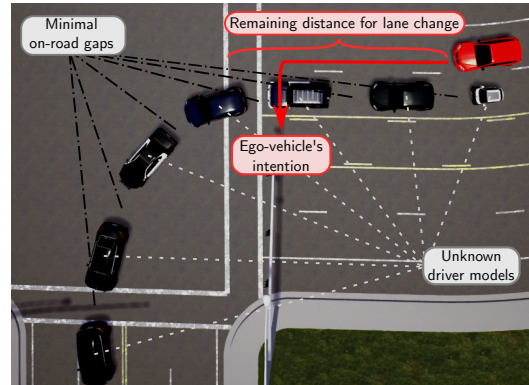 Minimal
on-road gaps
Remaining distance for lane change
Ego-vehicle's
intention
Unknown
driver models